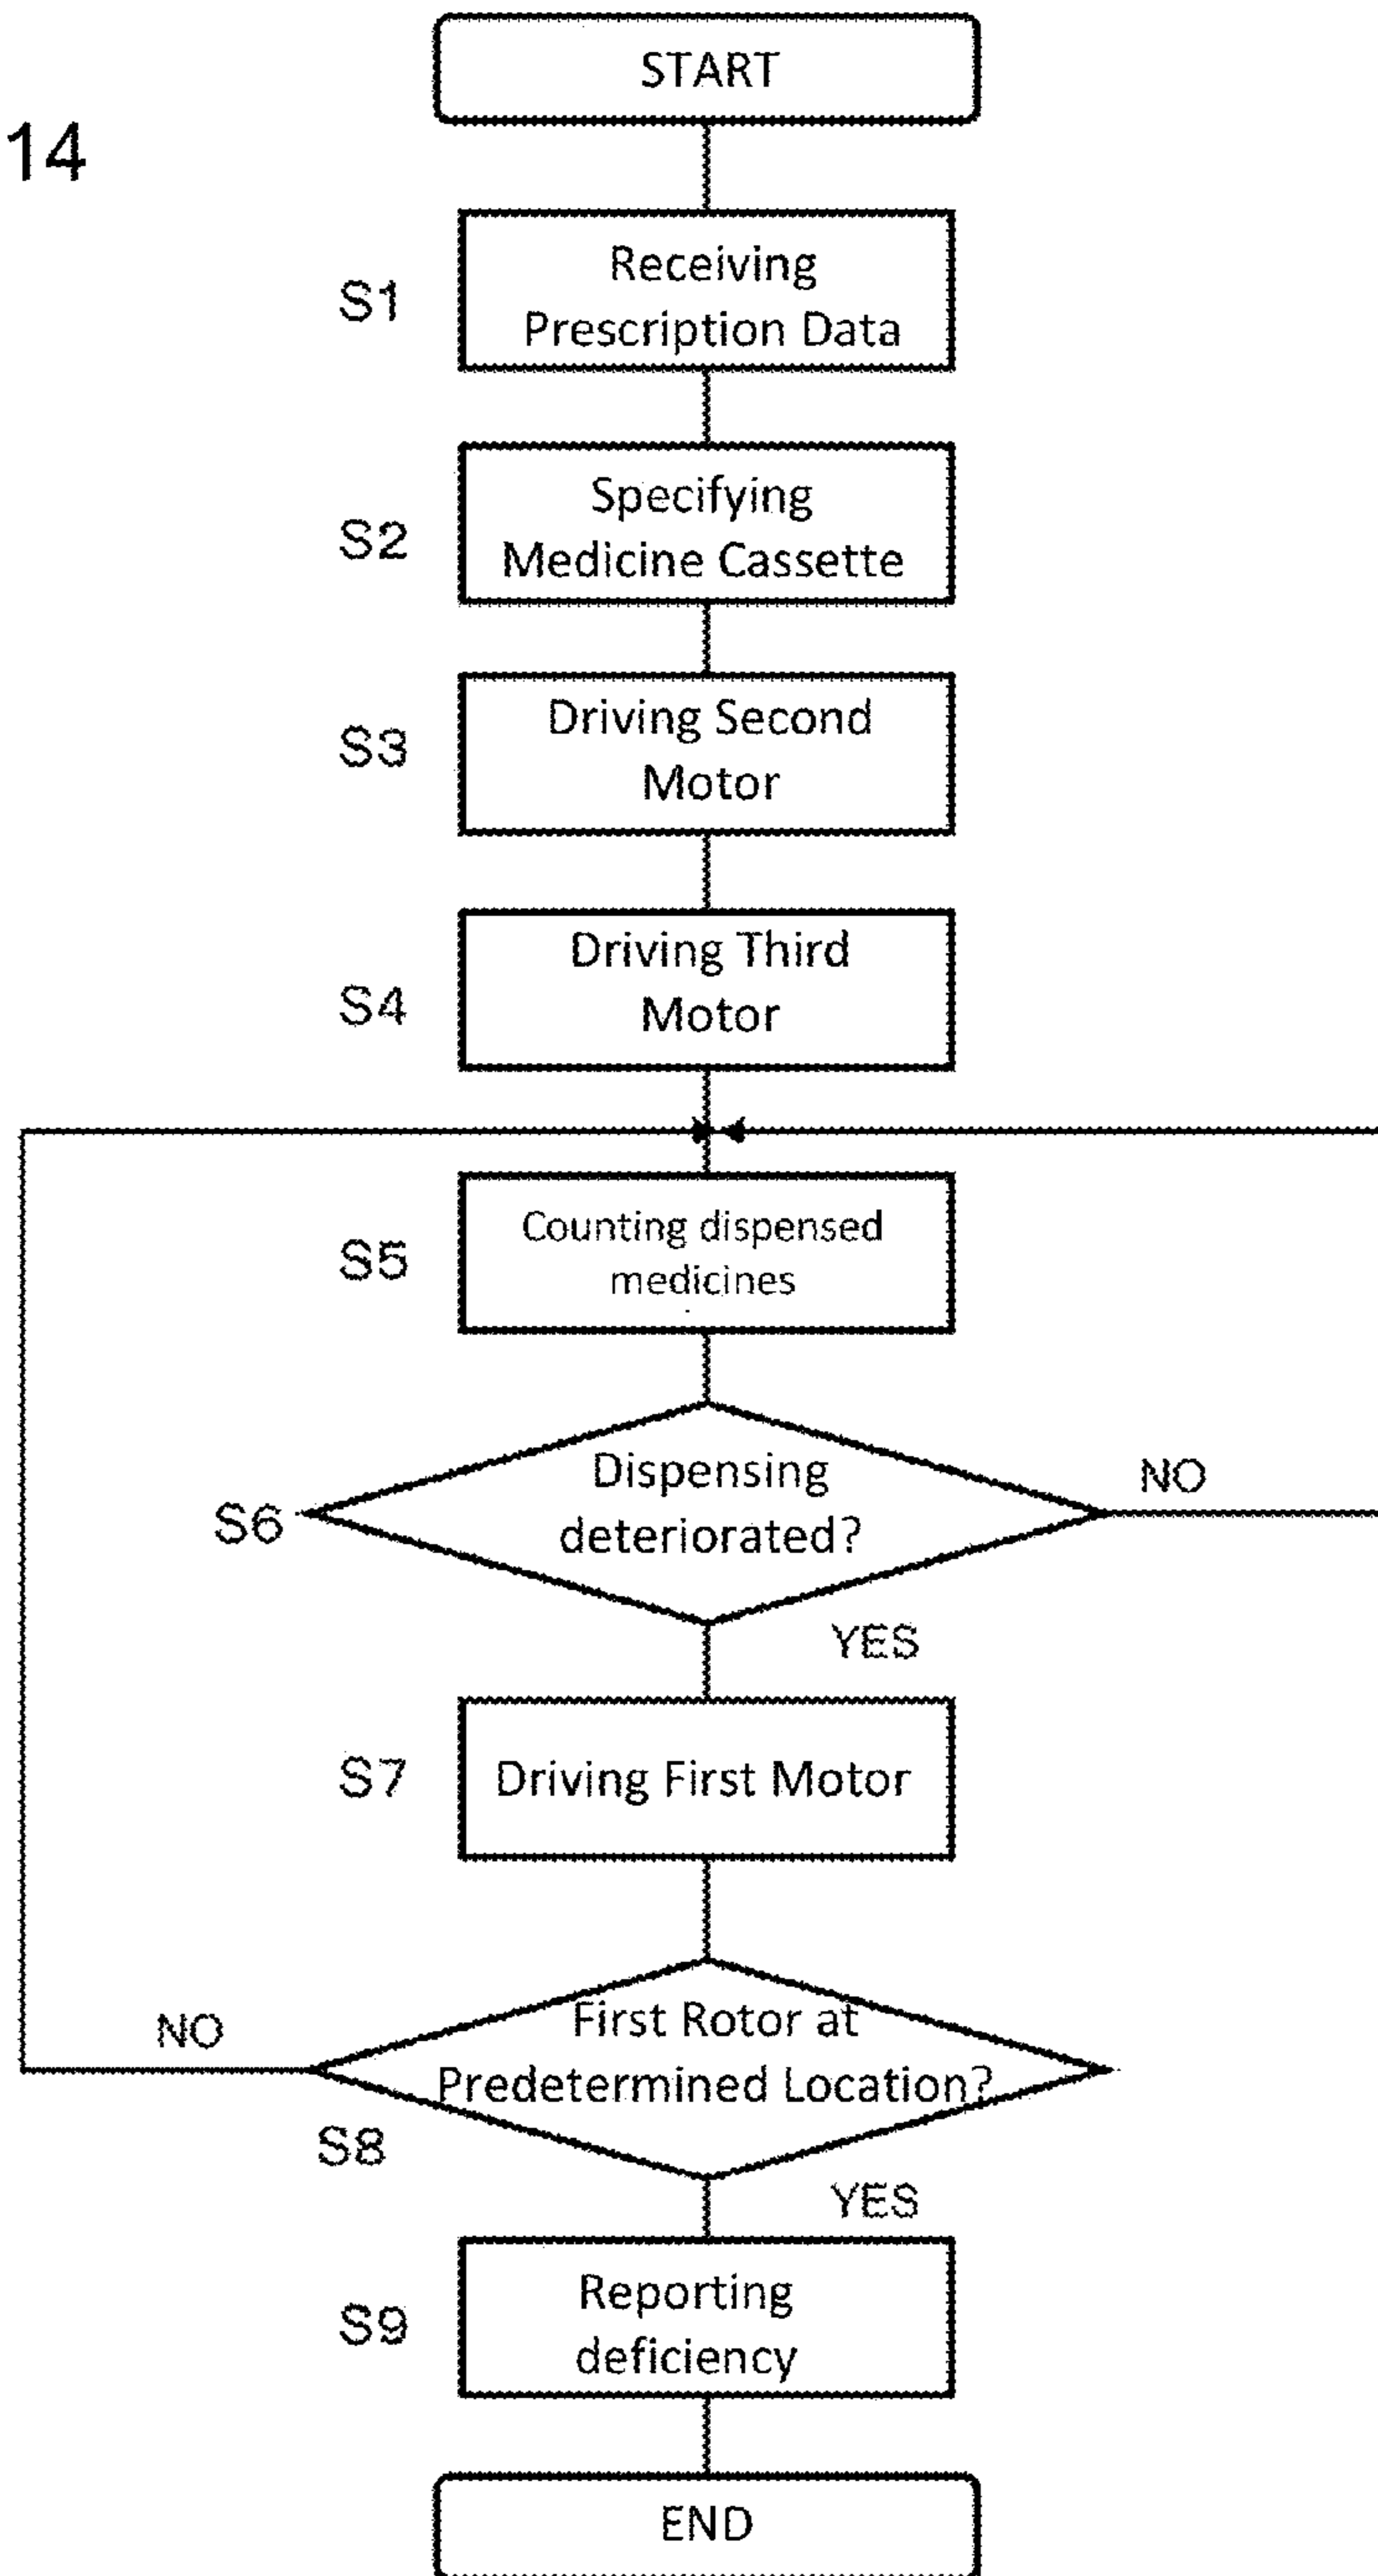 14
START
S1
Receiving
Prescription Data
S2
Specifying
Medicine Cassette
S3
Driving Second
Motor
S4
Driving Third
Motor
S5
Counting dispensed
medicines
S6
Dispensing
deteriorated?
NO
YES
S7
Driving First Motor
NO
First Rotor at
Predetermined Location?
S8
YES
S9
Reporting
deficiency
END